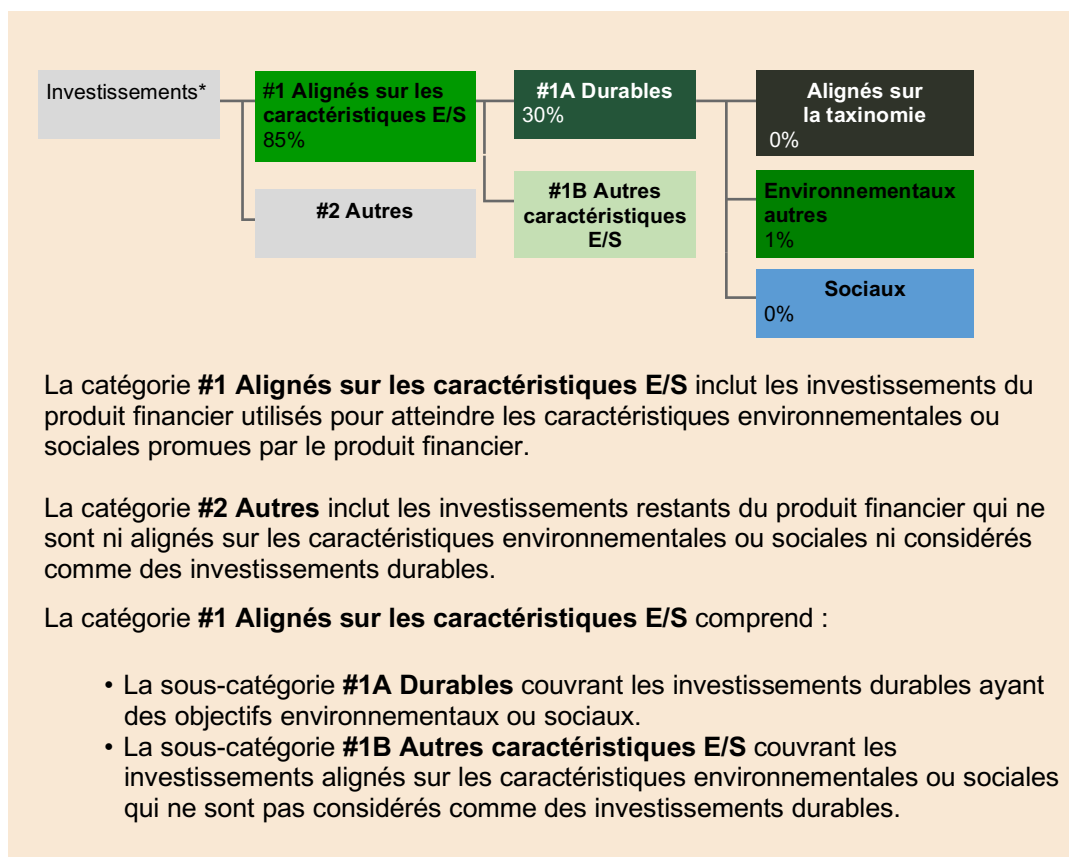 Investissements*
#1 Alignés sur les
caractéristiques E/S
85%
#2 Autres
#1A Durables
30%
#1B Autres
caractéristiques
E/S
Alignés sur
la taxinomie
0%
Environnementaux
autres
1%
Sociaux
0%
La catégorie #1 Alignés sur les caractéristiques E/S inclut les investissements du
produit financier utilisés pour atteindre les caractéristiques environnementales ou
sociales promues par le produit financier.
La catégorie #2 Autres inclut les investissements restants du produit financier qui ne
sont ni alignés sur les caractéristiques environnementales ou sociales ni considérés
comme des investissements durables.
La catégorie #1 Alignés sur les caractéristiques E/S comprend :
• La sous-catégorie #1A Durables couvrant les investissements durables ayant
des objectifs environnementaux ou sociaux.
• La sous-catégorie #1B Autres caractéristiques E/S couvrant les
investissements alignés sur les caractéristiques environnementales ou sociales
qui ne sont pas considérés comme des investissements durables.